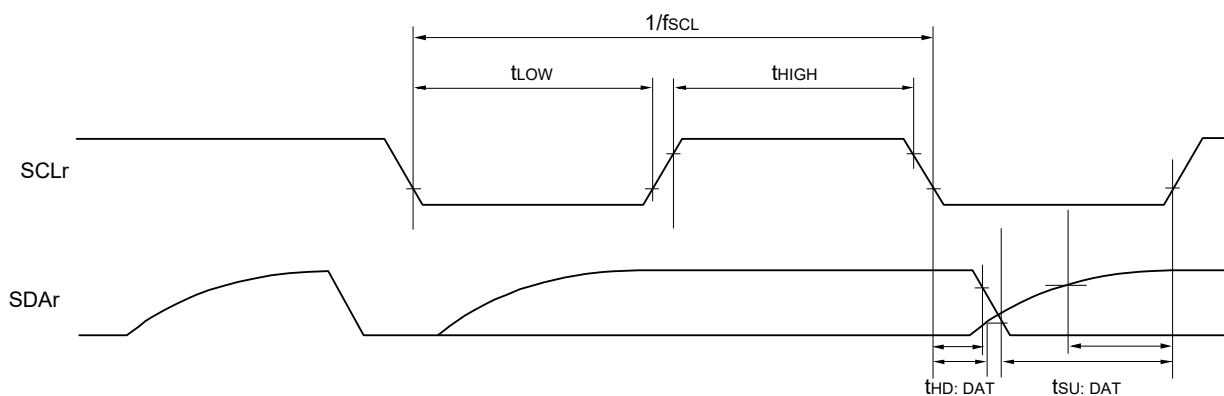 1/fSCL
tLOW
tHIGH
SCLr
SDAr
tHD: DAT
tSU: DAT